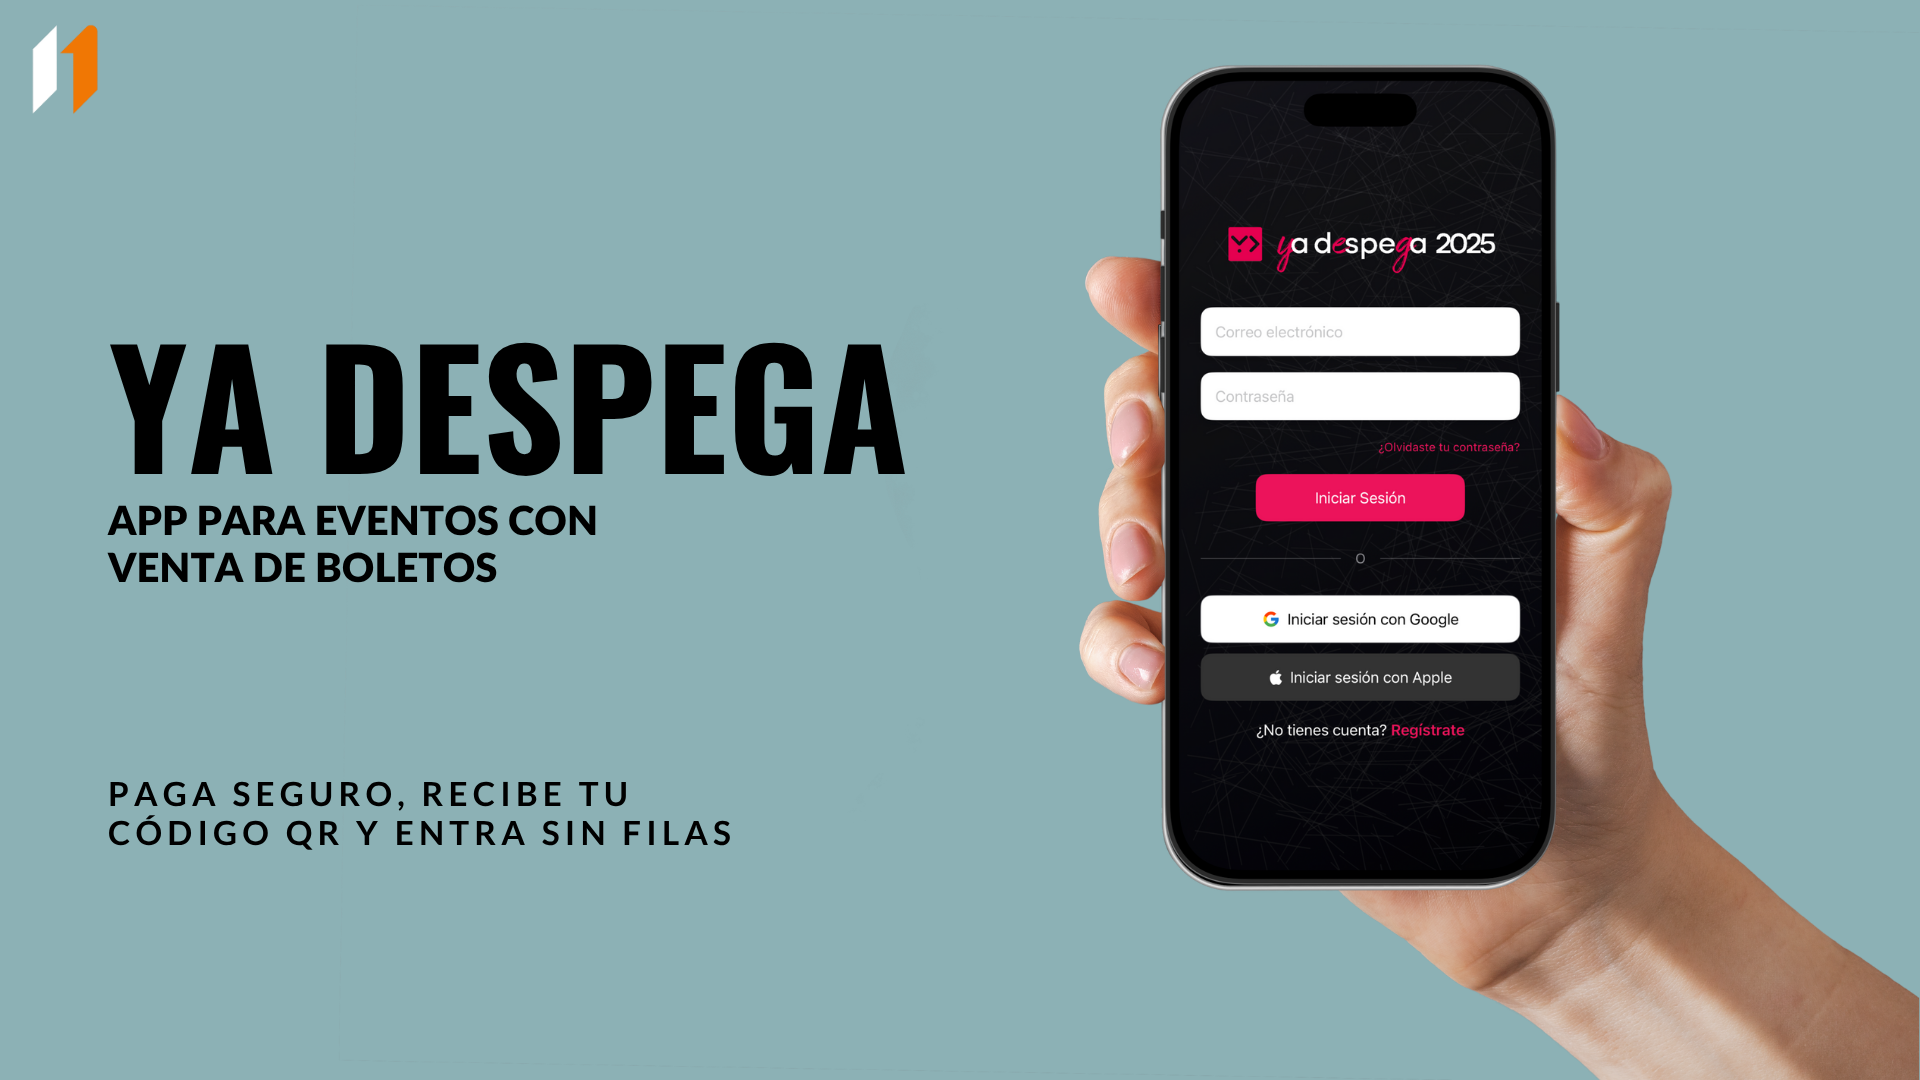 YA DESPEGA
APP PARA EVENTOS CON
VENTA DE BOLETOS
PAGA SEGURO, RECIBE TU
CÓDIGO QR Y ENTRA SIN FILAS
ya despega 2025
Correo electrónico
Contraseña
¿Olvidaste tu contraseña?
Iniciar Sesión
O
Iniciar sesión con Google
Iniciar sesión con Apple
¿No tienes cuenta? Regístrate